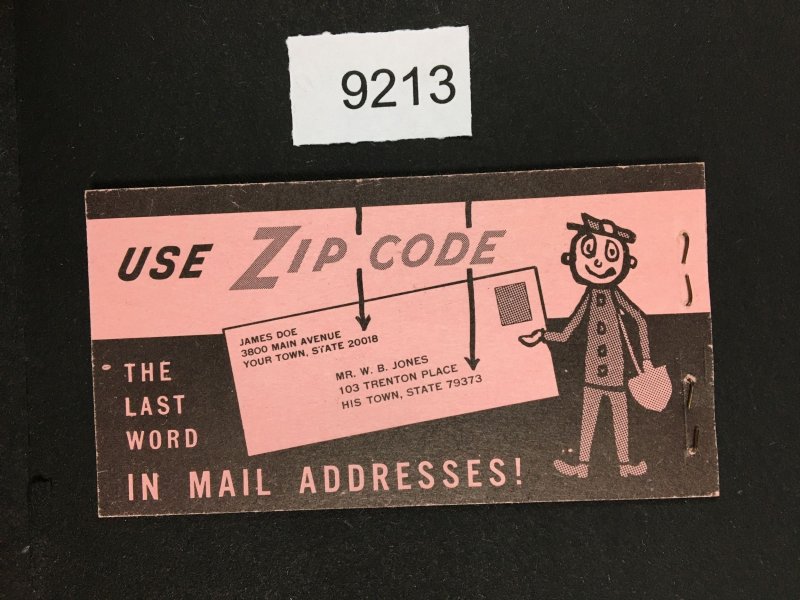 9213
USE ZIP CODE
JAMES DOE
3800 MAIN AVENUE
YOUR TOWN, STATE 20018
MR. W. B. JONES
103 TRENTON PLACE
HIS TOWN, STATE 79373
THE
LAST
WORD
IN MAIL ADDRESSES!